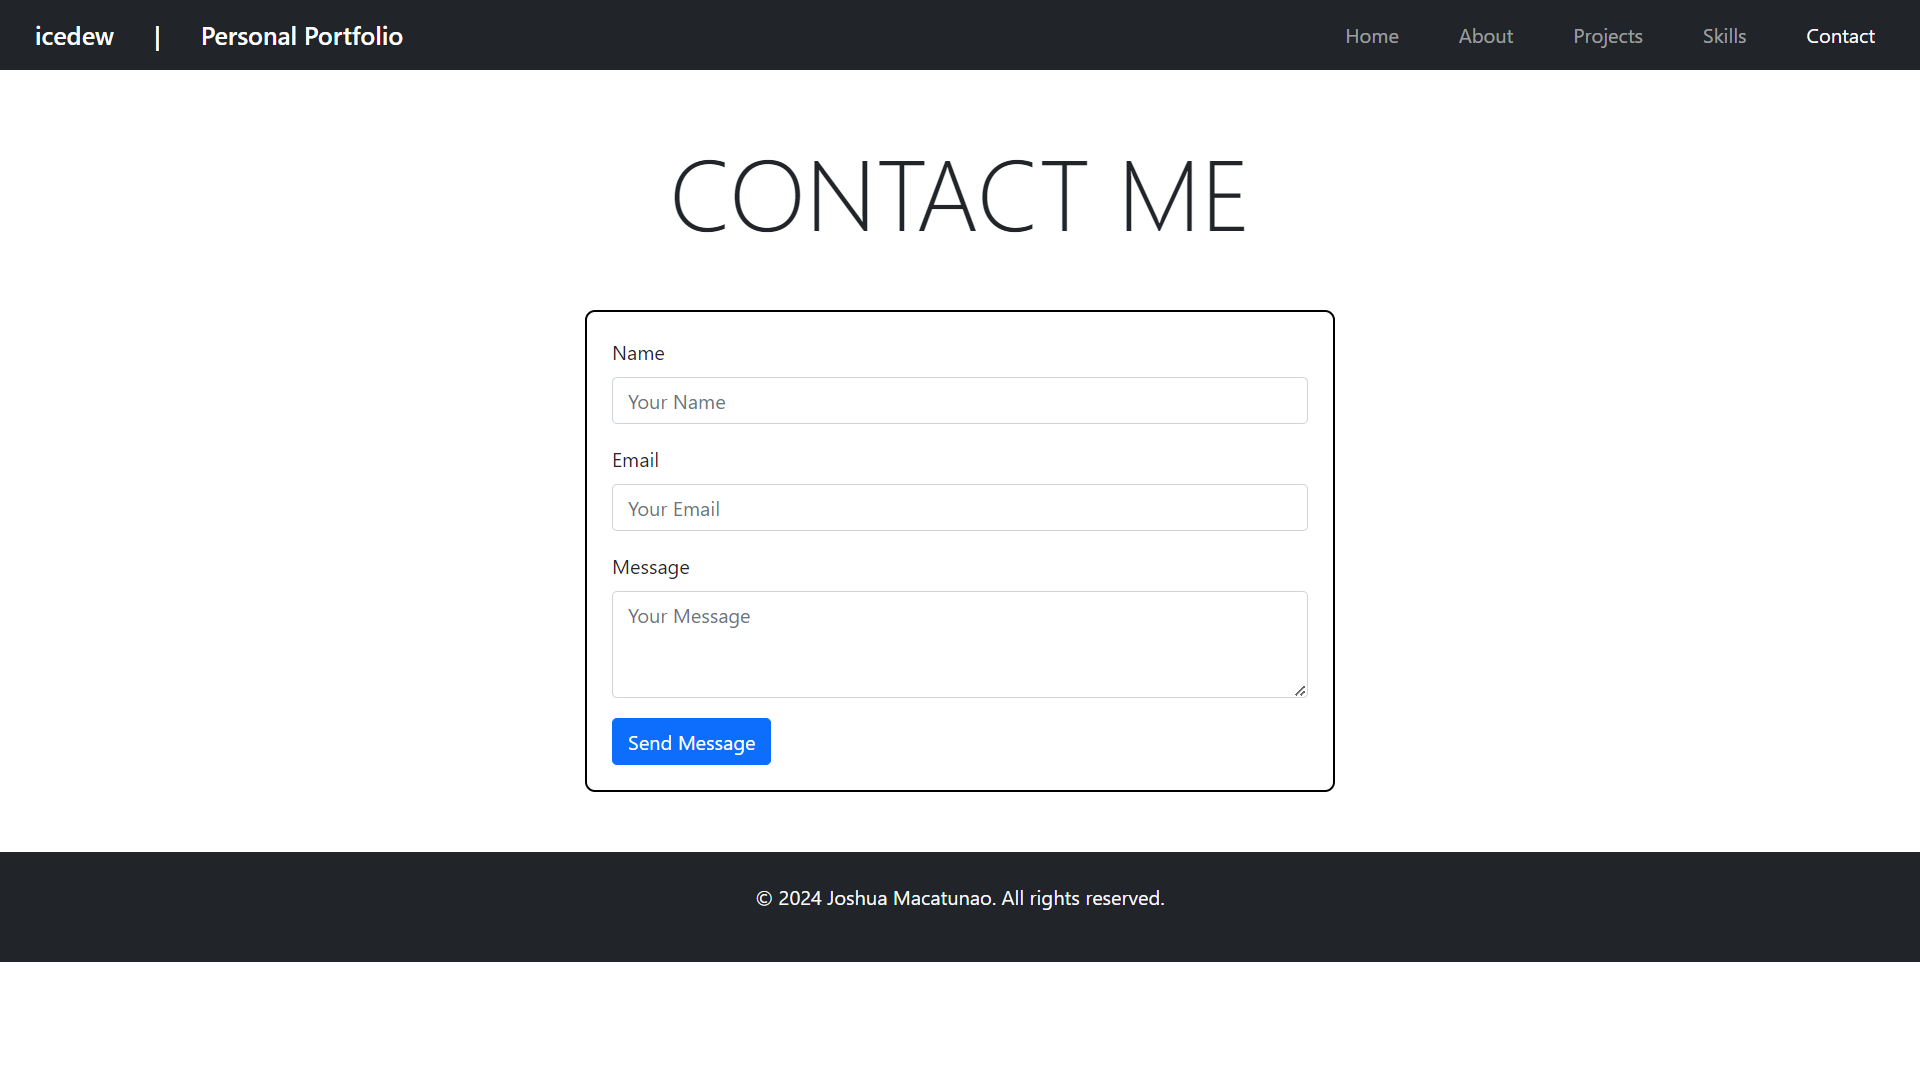 icedew | Personal Portfolio Home About Projects Skills Contact
CONTACT ME
Name
Your Name
Email
Your Email
Message
Your Message
Send Message
© 2024 Joshua Macatunao. All rights reserved.